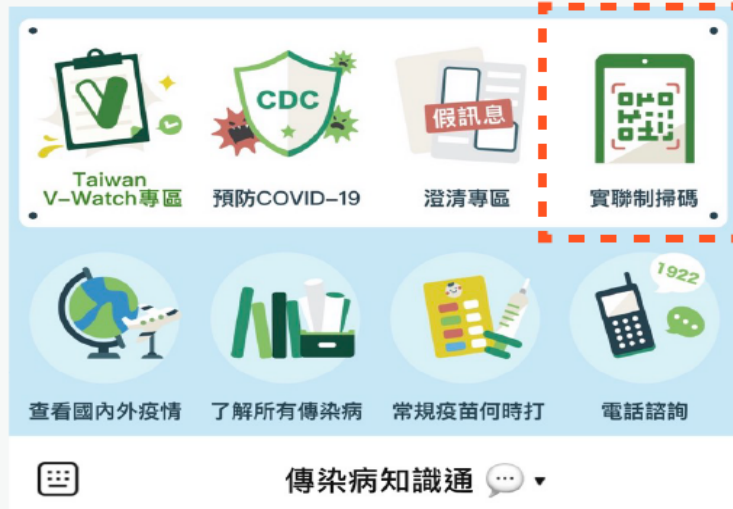 CDC
假訊息
Taiwan
V-Watch專區
預防COVID-19
澄清專區
實聯制掃碼
1922
查看國內外疫情
了解所有傳染病
常規疫苗何時打
電話諮詢
傳染病知識通